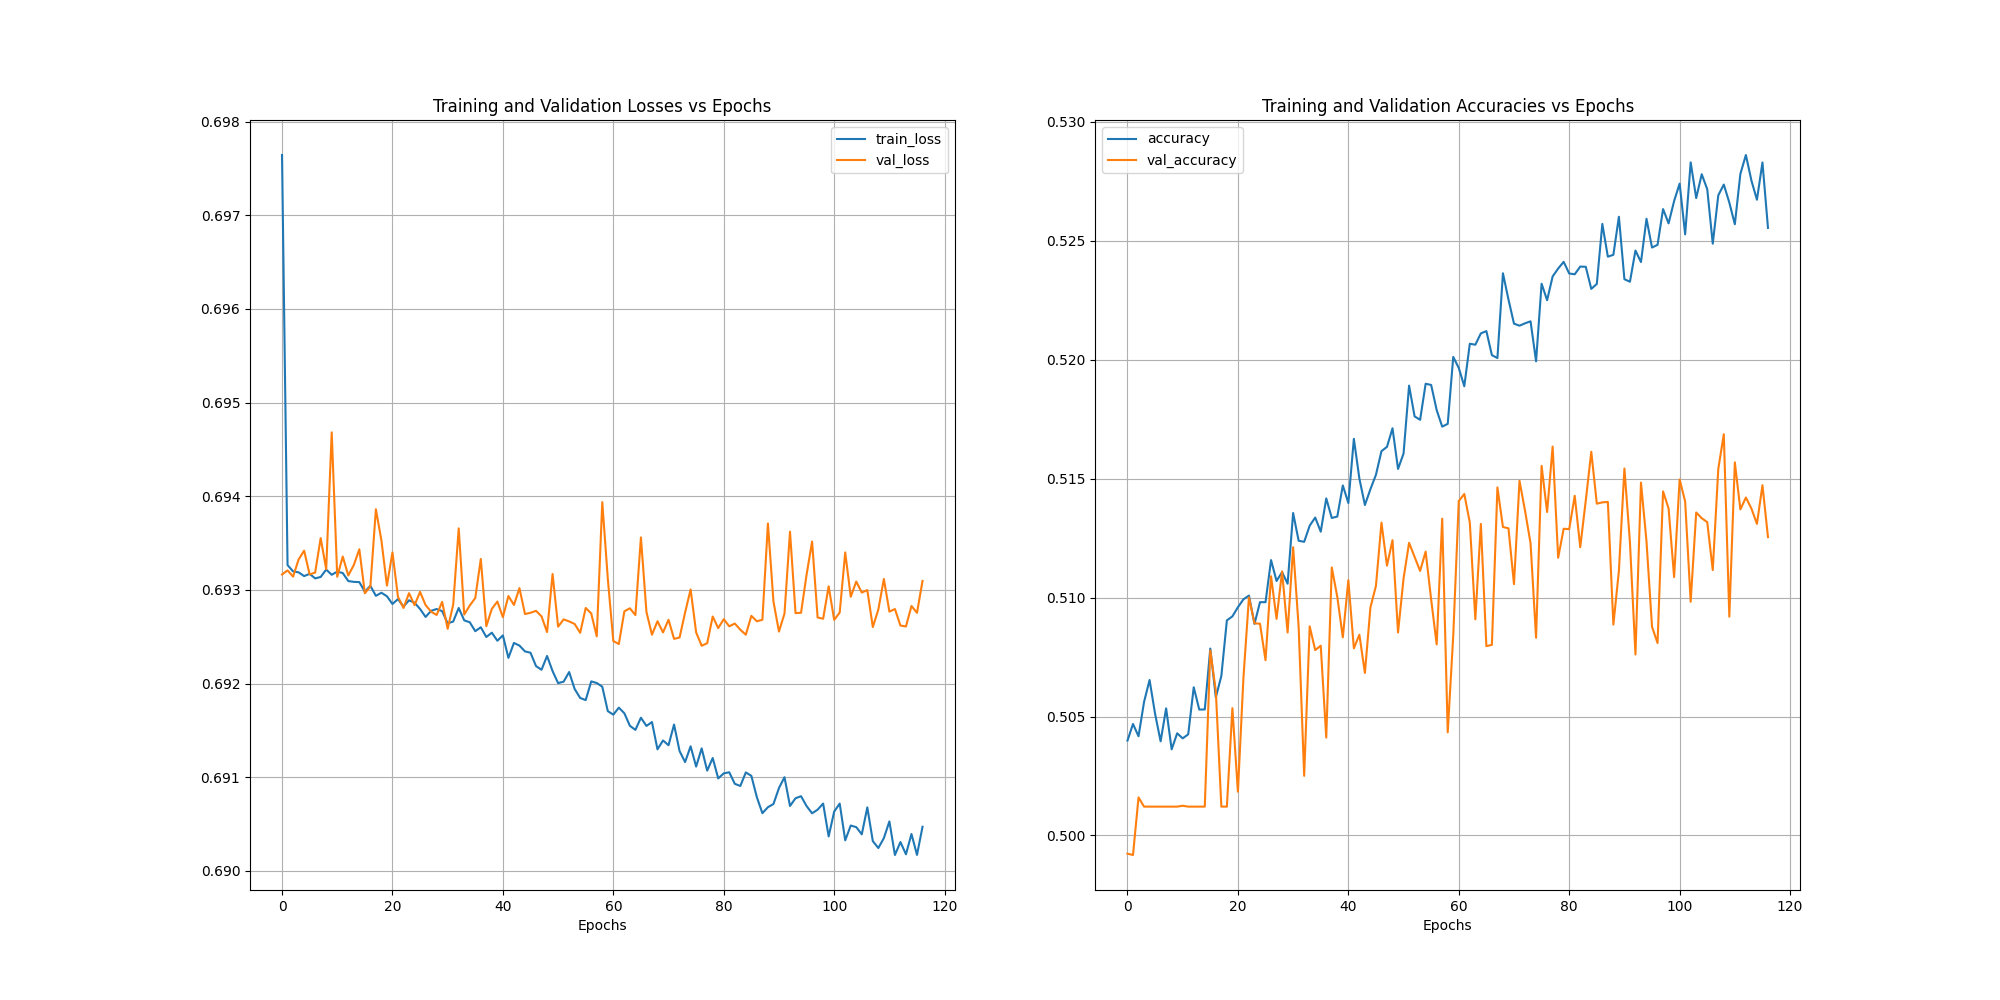 Training and Validation Losses vs Epochs
train_loss
val_loss
0.698
0.697
0.696
0.695
0.694
0.693
0.692
0.691
0.690
0 20 40 60 80 100 120
Epochs
Training and Validation Accuracies vs Epochs
accuracy
val_accuracy
0.530
0.525
0.520
0.515
0.510
0.505
0.500
0 20 40 60 80 100 120
Epochs